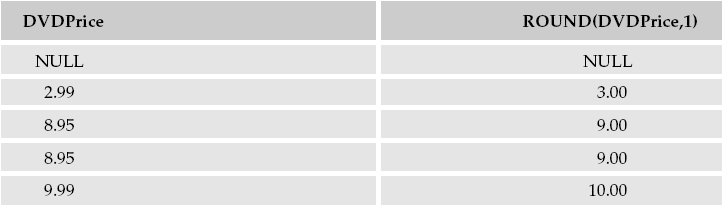 DVDPrice ROUND(DVDPrice,1)
NULL NULL
2.99 3.00
8.95 9.00
8.95 9.00
9.99 10.00